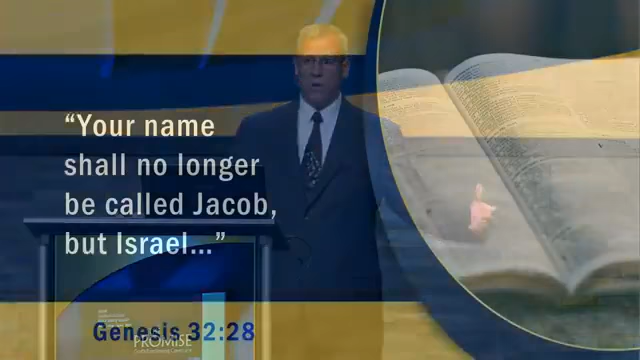 “Your name
shall no longer
be called Jacob,
but Israel...”
Genesis 32:28
PROMISE